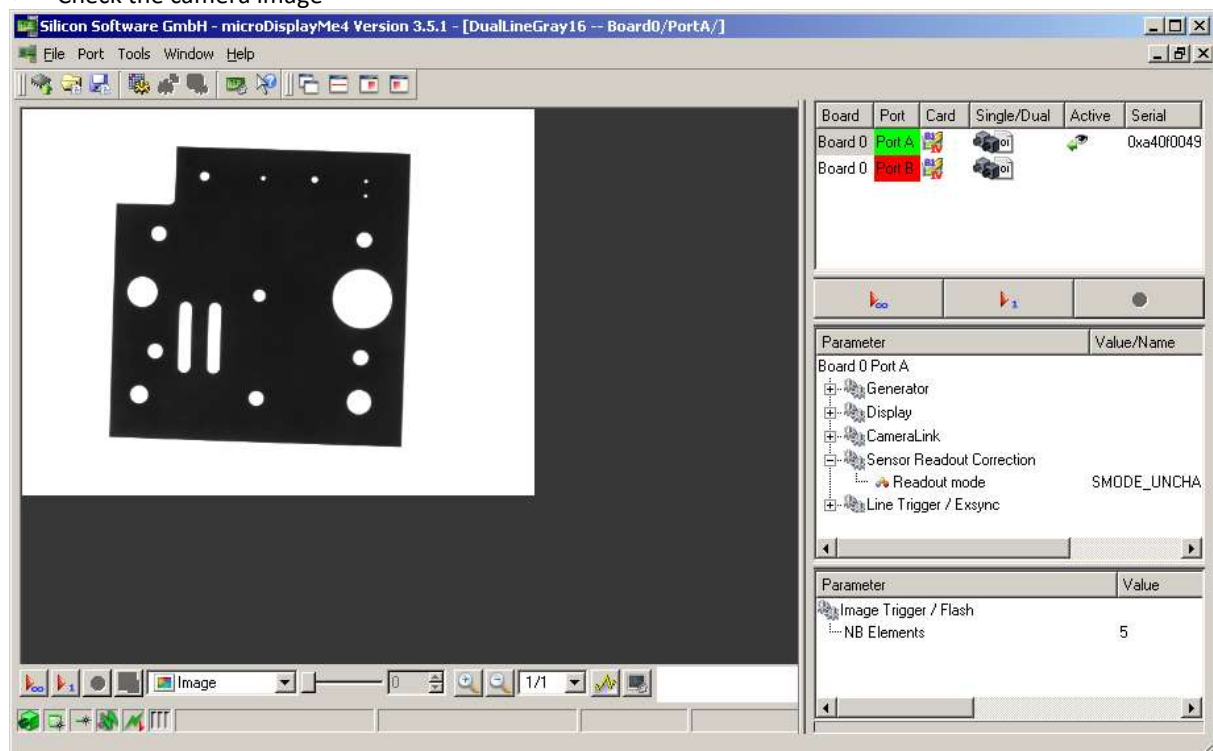 Check the camera image
Silicon Software GmbH - microDisplayMe4 Version 3.5.1 - [DualLineGray16 -- Board0/PortA/]
File Port Tools Window Help
Board Port Card Single/Dual Active Serial
Board 0 Port A 0xa40f0049
Board 0 Port B
Parameter Value/Name
Board 0 Port A
Generator
Display
CameraLink
Sensor Readout Correction
Readout mode SMODE_UNCHA
Line Trigger / Exsync
Parameter Value
Image Trigger / Flash
NB Elements 5
Image 0 1/1